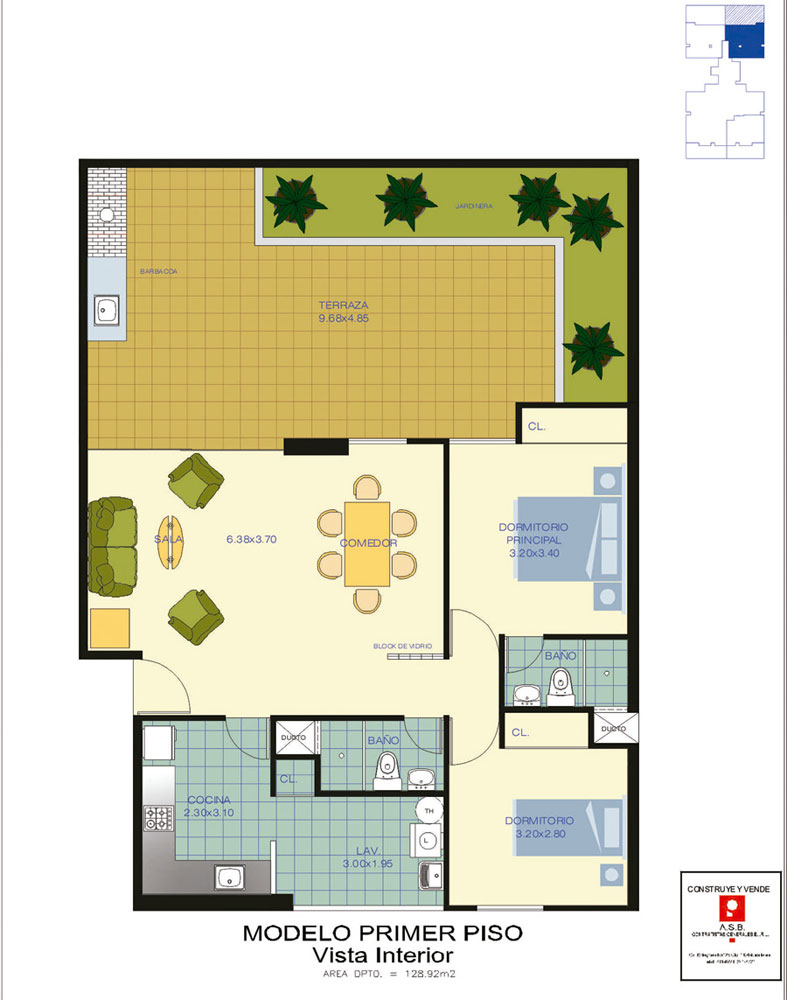 JARDINERA
BARBACOA
TERRAZA
9.68x4.85
CL.
SALA
6.38x3.70
COMEDOR
DORMITORIO
PRINCIPAL
3.20x3.40
BLOCK DE VIDRIO
BAÑO
DUCTO
BAÑO
CL.
DUCTO
CL.
COCINA
2.30x3.10
TH
L
LAV.
3.00x1.95
DORMITORIO
3.20x2.80
MODELO PRIMER PISO
Vista Interior
AREA DPTO. = 128.92m2
CONSTRUYE Y VENDE
A.S.B.
CONTRATISTAS GENERALES